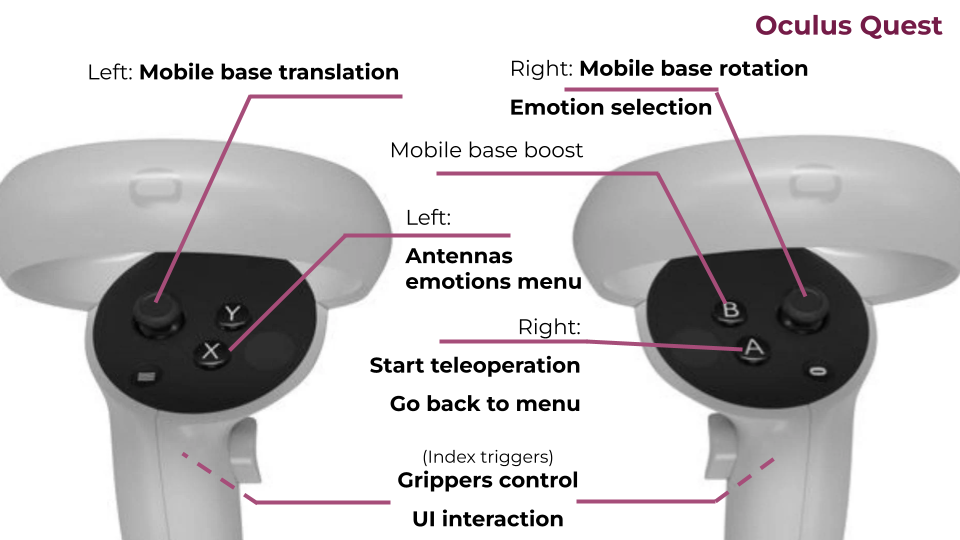 Oculus Quest
Left: Mobile base translation
Right: Mobile base rotation
Emotion selection
Mobile base boost
Left:
Antennas
emotions menu
Y
X
B
A
Right:
Start teleoperation
Go back to menu
(Index triggers)
Grippers control
UI interaction